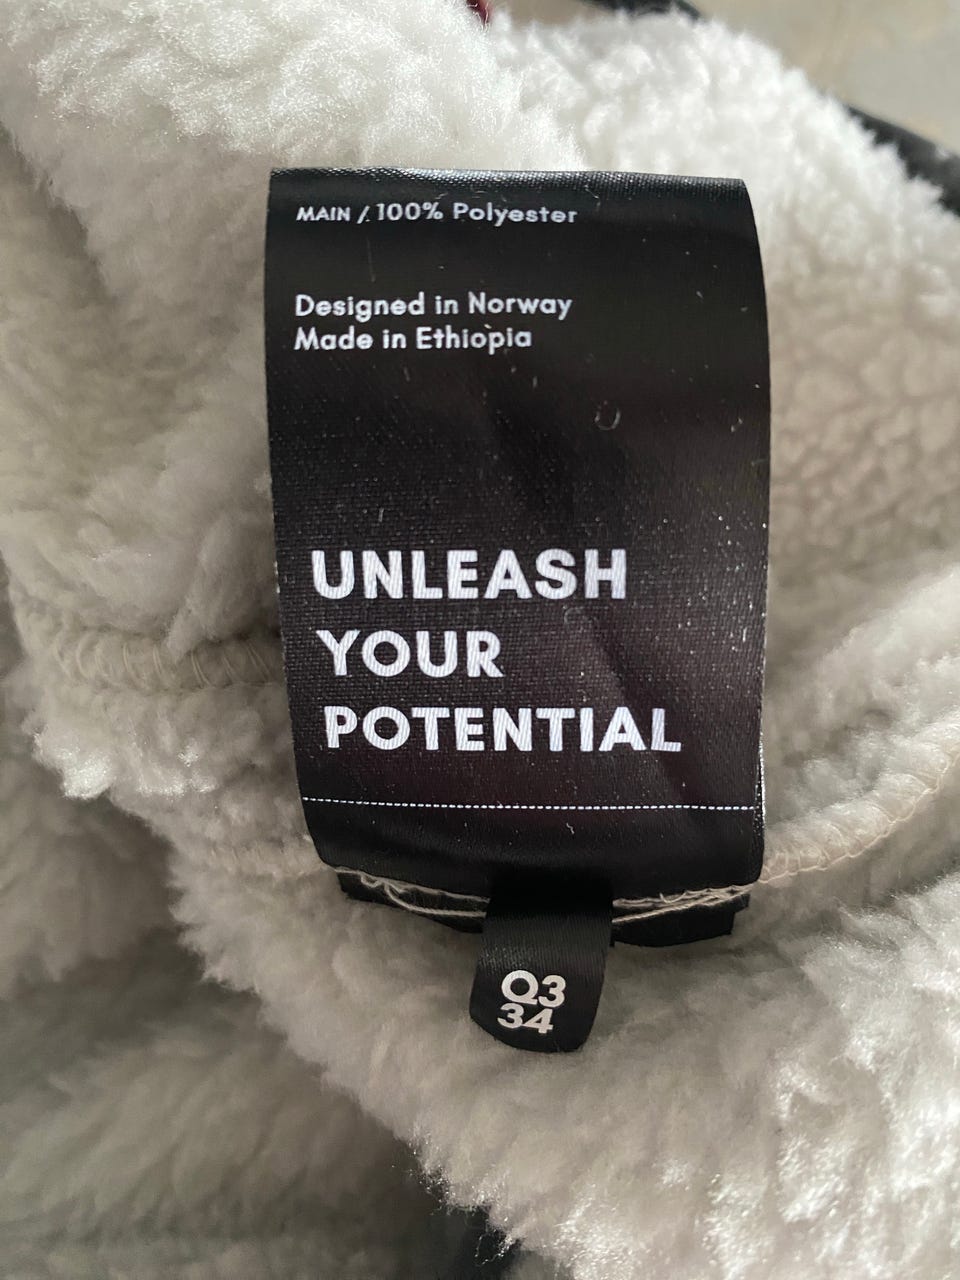 MAIN / 100% Polyester
Designed in Norway
Made in Ethiopia
UNLEASH
YOUR
POTENTIAL
Q3
34